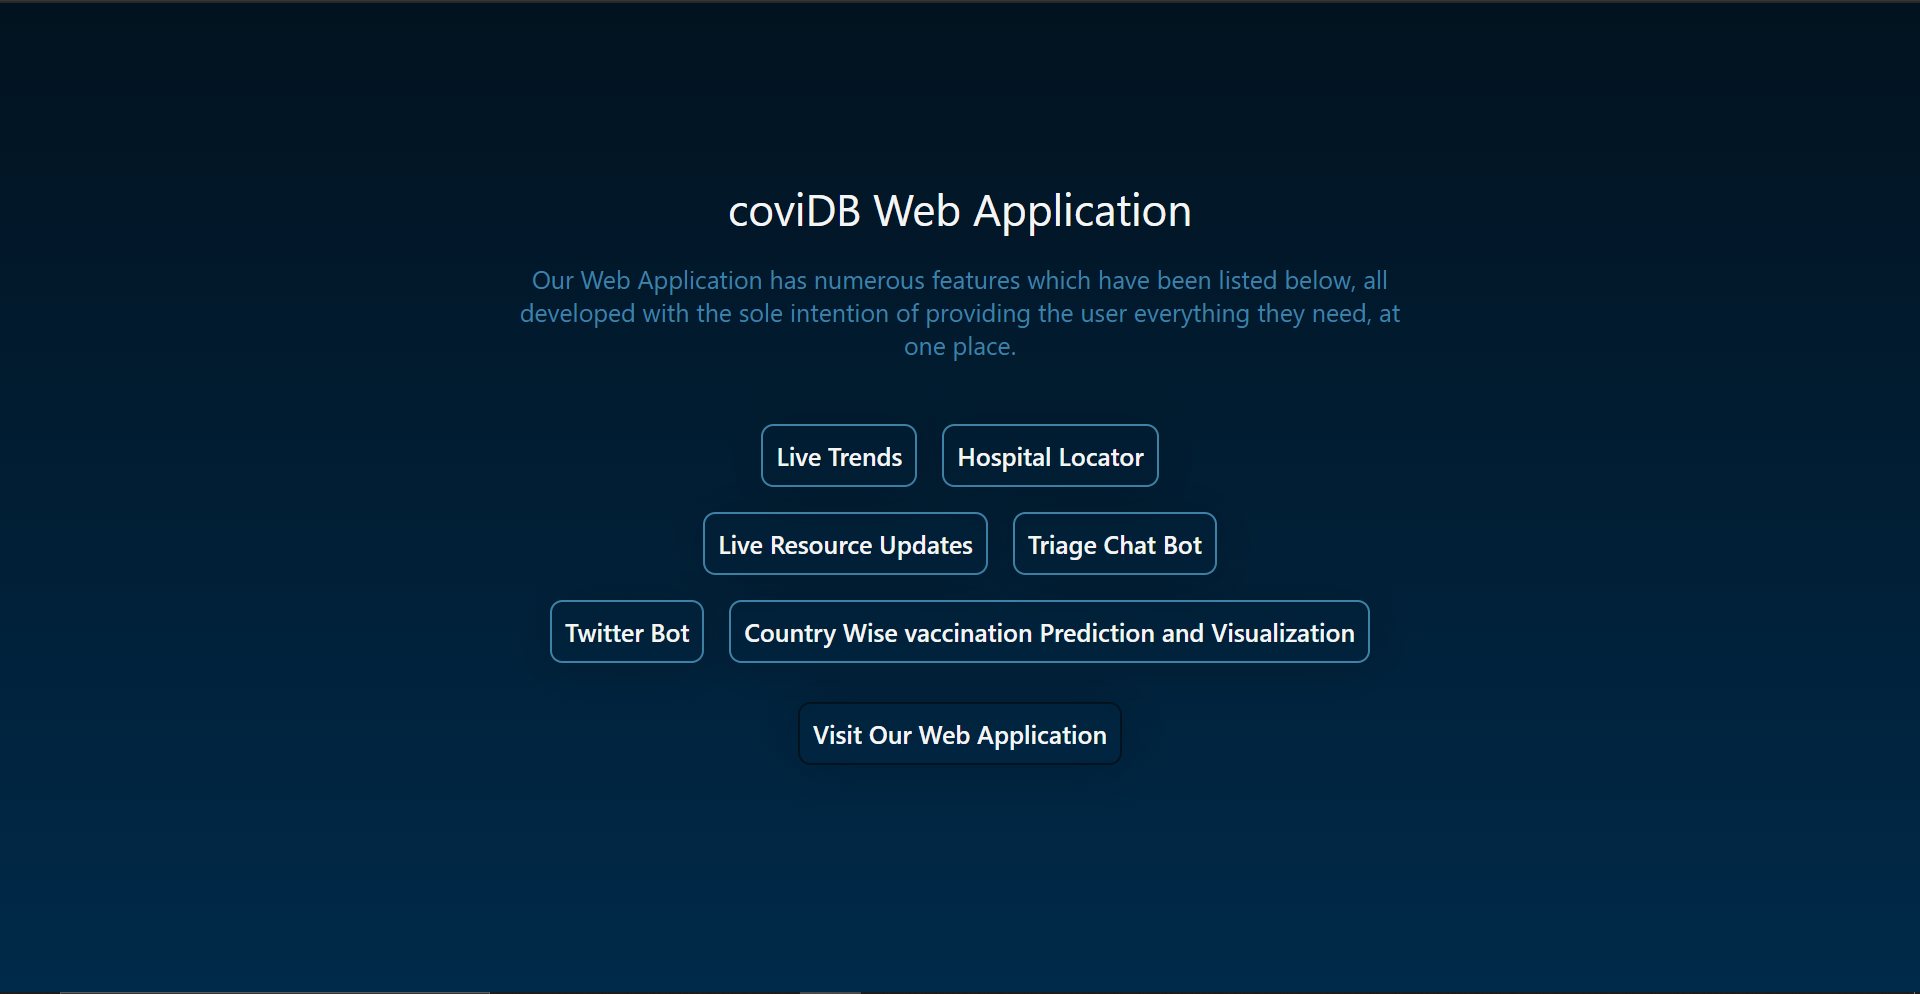 coviDB Web Application
Our Web Application has numerous features which have been listed below, all
developed with the sole intention of providing the user everything they need, at
one place.
Live Trends Hospital Locator
Live Resource Updates Triage Chat Bot
Twitter Bot Country Wise vaccination Prediction and Visualization
Visit Our Web Application